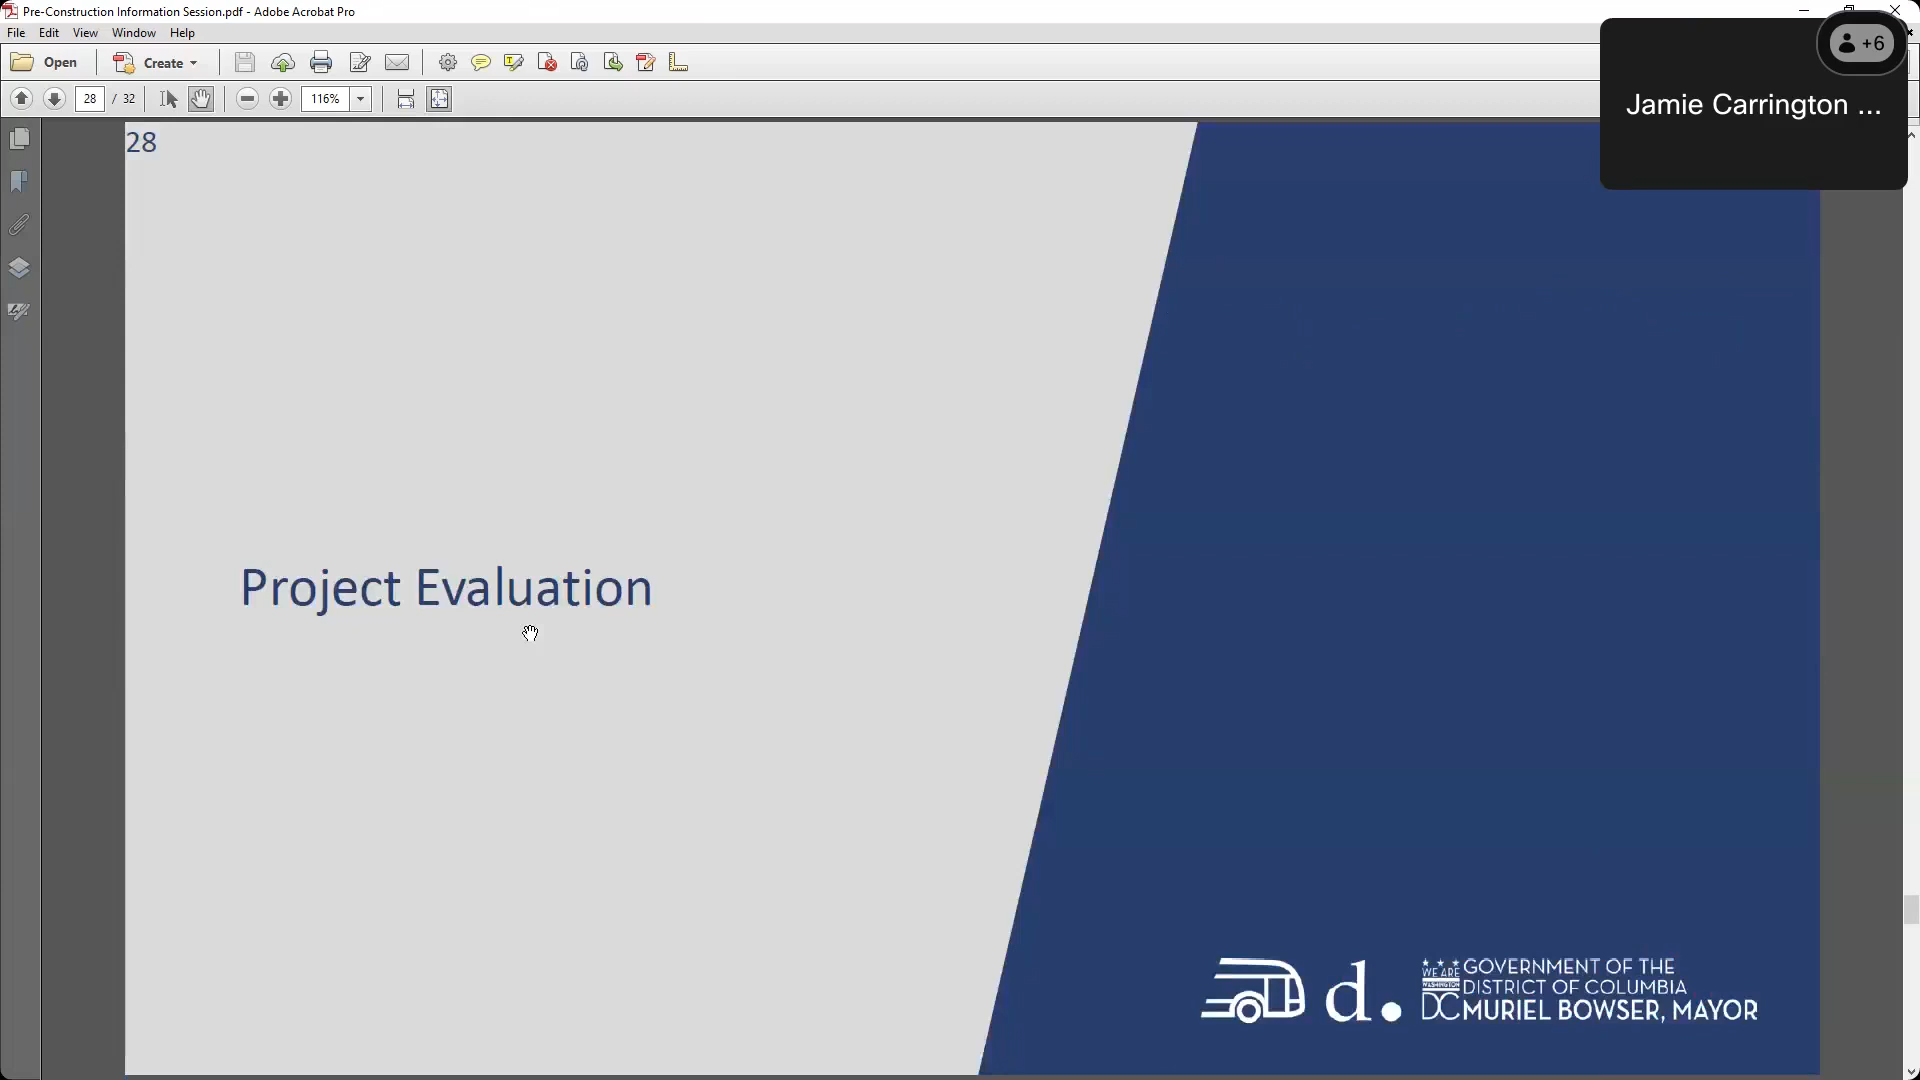 Pre-Construction Information Session.pdf - Adobe Acrobat Pro
File Edit View Window Help
Open
Create
+6
28 / 32
116%
Jamie Carrington ...
28
Project Evaluation
d.
WE ARE
WASHINGTON
DC
GOVERNMENT OF THE
DISTRICT OF COLUMBIA
MURIEL BOWSER, MAYOR